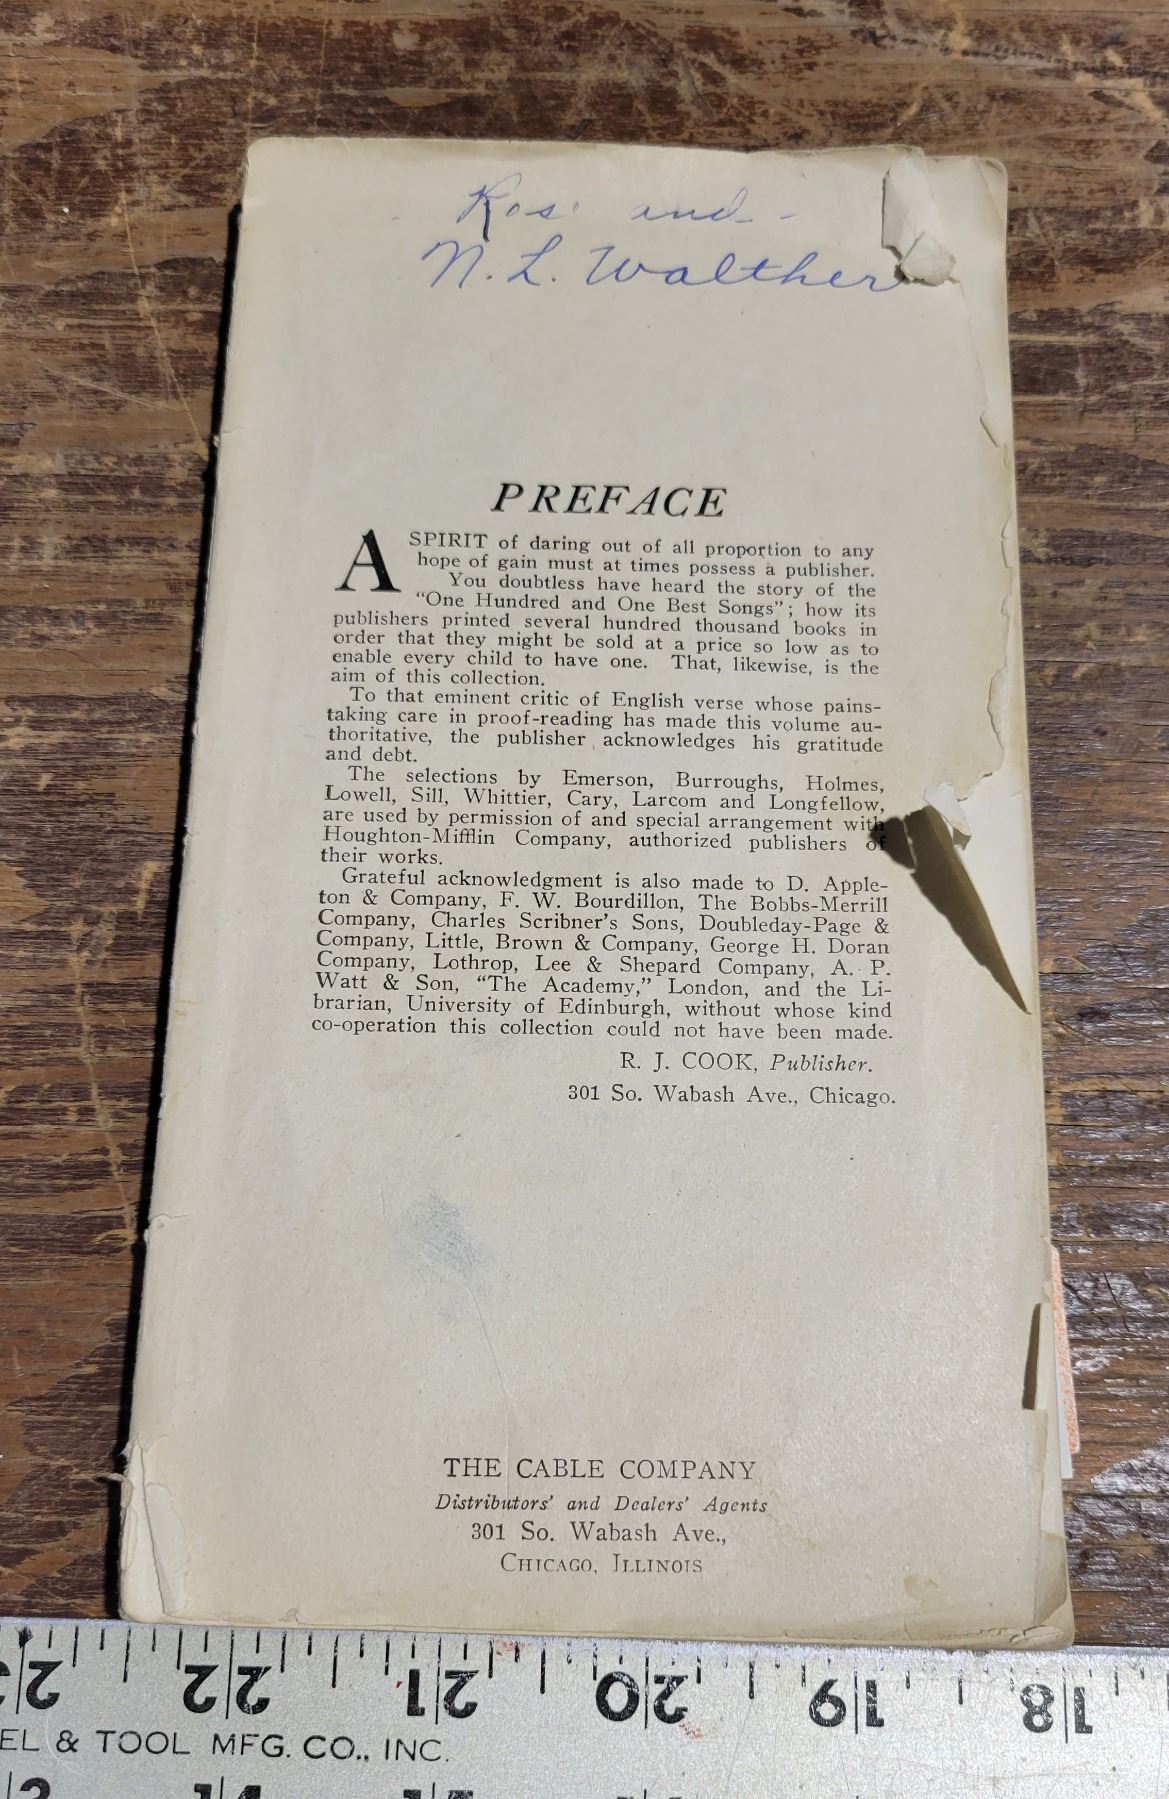 Ros and
N. L. Walther
PREFACE
A SPIRIT of daring out of all proportion to any
hope of gain must at times possess a publisher.
You doubtless have heard the story of the
"One Hundred and One Best Songs"; how its
publishers printed several hundred thousand books in
order that they might be sold at a price so low as to
enable every child to have one. That, likewise, is the
aim of this collection.
To that eminent critic of English verse whose pains-
taking care in proof-reading has made this volume au-
thoritative, the publisher acknowledges his gratitude
and debt.
The selections by Emerson, Burroughs, Holmes,
Lowell, Sill, Whittier, Cary, Larcom and Longfellow,
are used by permission of and special arrangement with
Houghton-Mifflin Company, authorized publishers of
their works.
Grateful acknowledgment is also made to D. Apple-
ton & Company, F. W. Bourdillon, The Bobbs-Merrill
Company, Charles Scribner's Sons, Doubleday-Page &
Company, Little, Brown & Company, George H. Doran
Company, Lothrop, Lee & Shepard Company, A. P.
Watt & Son, "The Academy," London, and the Li-
brarian, University of Edinburgh, without whose kind
co-operation this collection could not have been made.
R. J. COOK, Publisher.
301 So. Wabash Ave., Chicago.
THE CABLE COMPANY
Distributors' and Dealers' Agents
301 So. Wabash Ave.,
CHICAGO, ILLINOIS
22 21 20 19 18
EL & TOOL MFG. CO., INC.